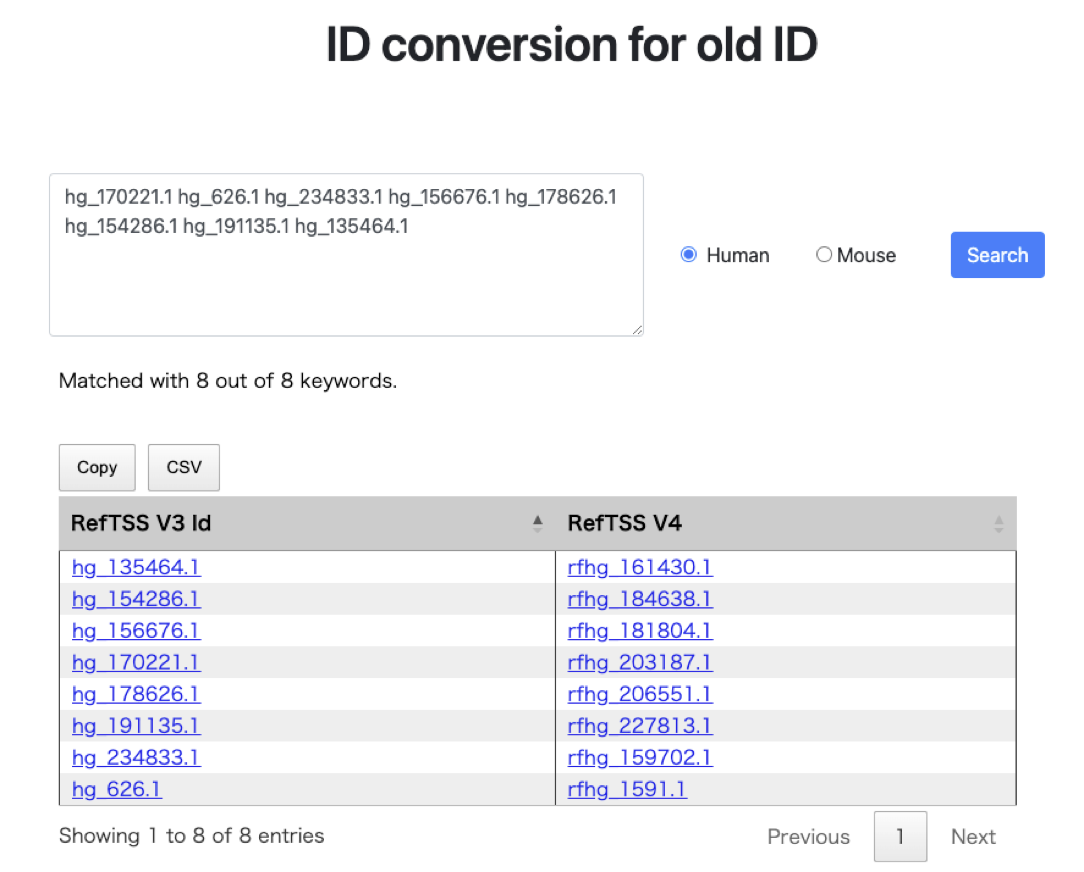 ID conversion for old ID
hg_170221.1 hg_626.1 hg_234833.1 hg_156676.1 hg_178626.1
hg_154286.1 hg_191135.1 hg_135464.1
Human Mouse Search
Matched with 8 out of 8 keywords.
Copy CSV
RefTSS V3 Id RefTSS V4
hg_135464.1 rfhg_161430.1
hg_154286.1 rfhg_184638.1
hg_156676.1 rfhg_181804.1
hg_170221.1 rfhg_203187.1
hg_178626.1 rfhg_206551.1
hg_191135.1 rfhg_227813.1
hg_234833.1 rfhg_159702.1
hg_626.1 rfhg_1591.1
Showing 1 to 8 of 8 entries Previous 1 Next